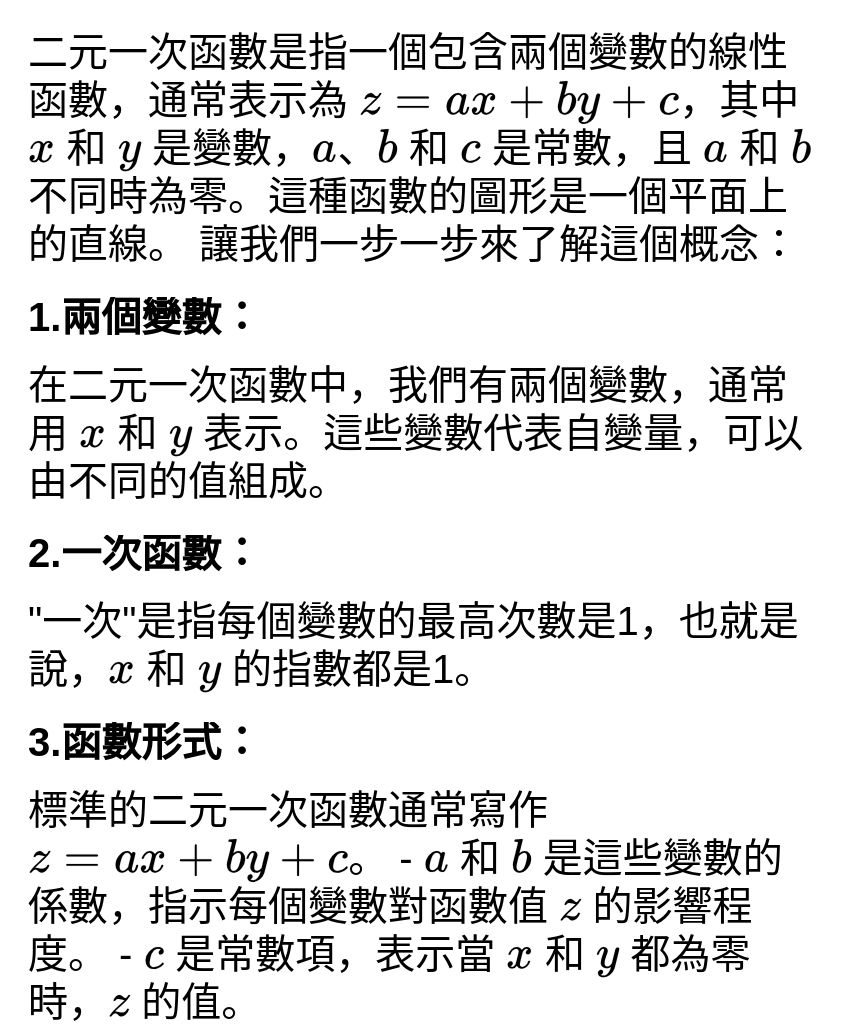 二元一次函數是指一個包含兩個變數的線性
函數，通常表示為 z = ax + by + c，其中
x 和 y 是變數，a、b 和 c 是常數，且 a 和 b
不同時為零。這種函數的圖形是一個平面上
的直線。 讓我們一步一步來了解這個概念：
1.兩個變數：
在二元一次函數中，我們有兩個變數，通常
用 x 和 y 表示。這些變數代表自變量，可以
由不同的值組成。
2.一次函數：
"一次"是指每個變數的最高次數是1，也就是
說，x 和 y 的指數都是1。
3.函數形式：
標準的二元一次函數通常寫作
z = ax + by + c。 - a 和 b 是這些變數的
係數，指示每個變數對函數值 z 的影響程
度。 - c 是常數項，表示當 x 和 y 都為零
時，z 的值。